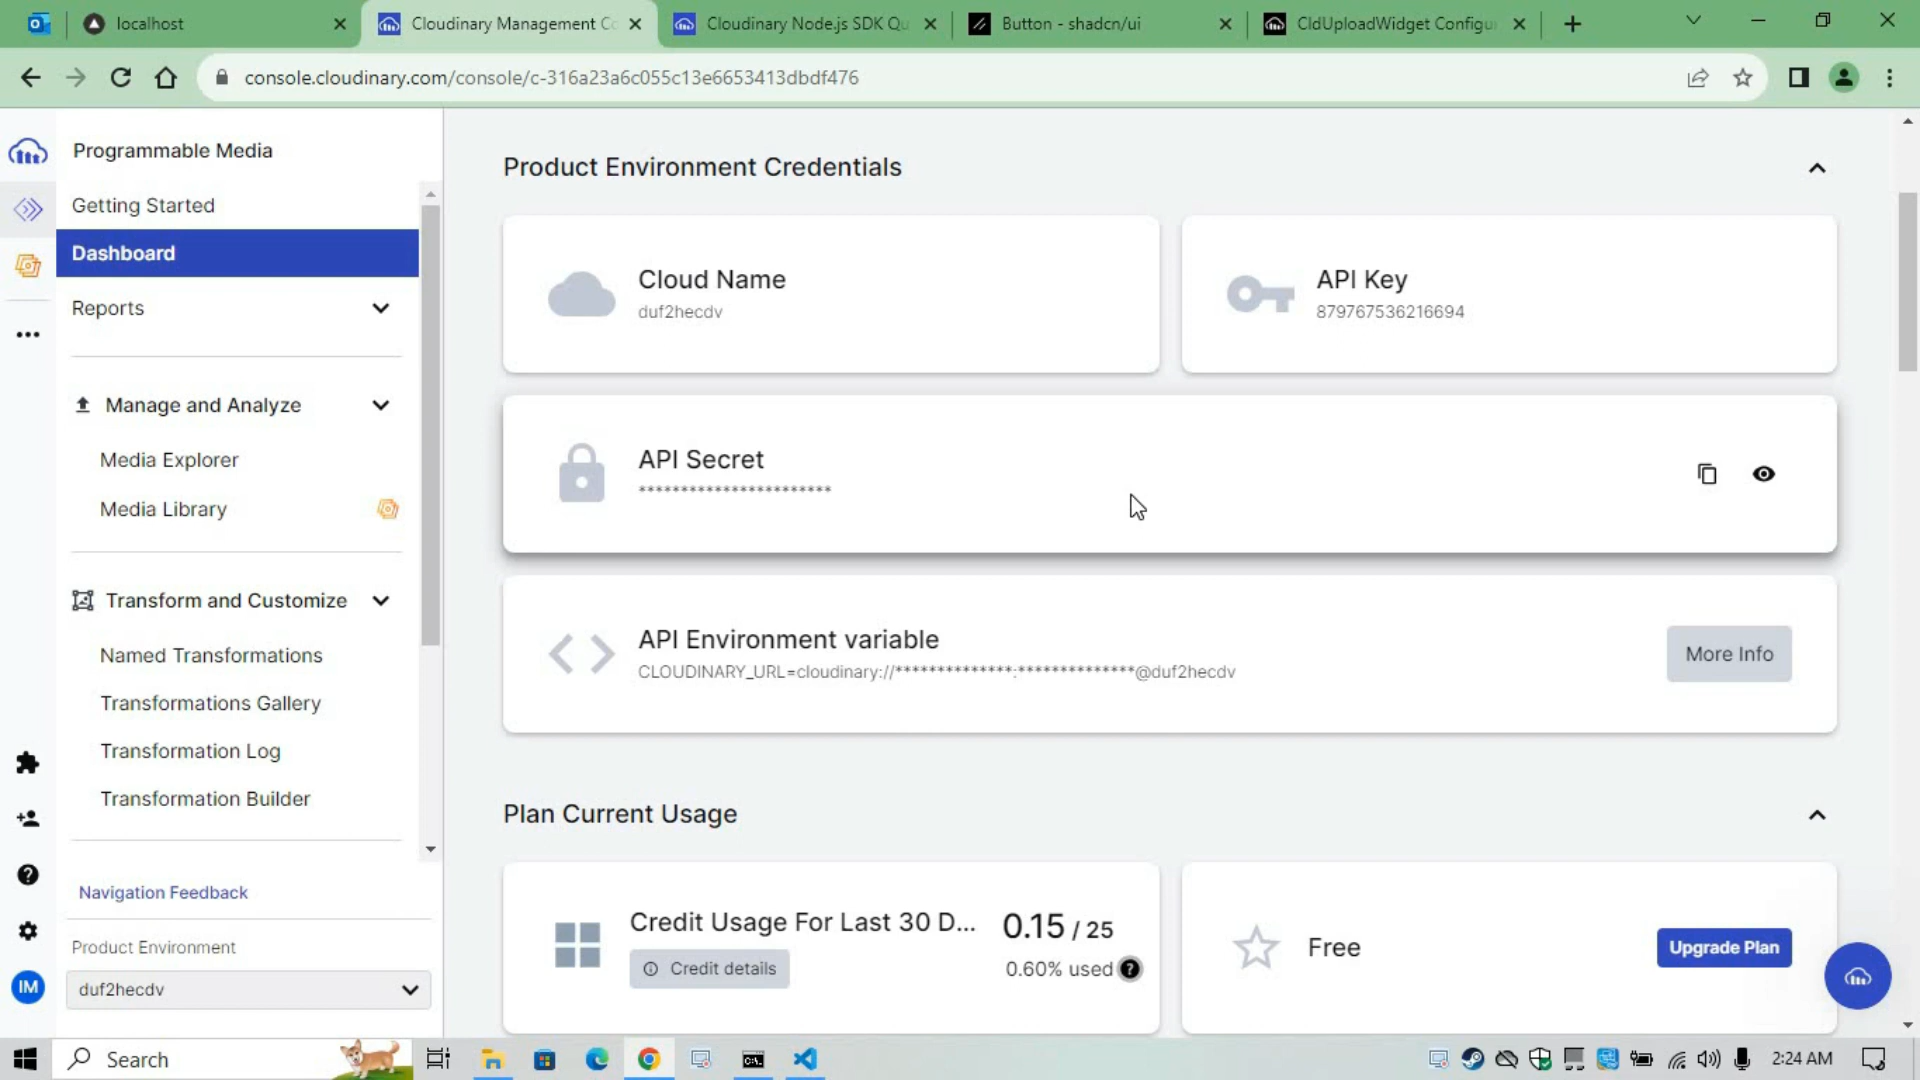 localhost
Cloudinary Management Co
Cloudinary Node.js SDK Qu
Button - shadcn/ui
CldUploadWidget Configu
console.cloudinary.com/console/c-316a23a6c055c13e6653413dbdf476
Programmable Media
Getting Started
Dashboard
Reports
Manage and Analyze
Media Explorer
Media Library
Transform and Customize
Named Transformations
Transformations Gallery
Transformation Log
Transformation Builder
Navigation Feedback
Product Environment
IM
duf2hecdv
Product Environment Credentials
Cloud Name
duf2hecdv
API Key
879767536216694
API Secret
***********************
API Environment variable
CLOUDINARY_URL=cloudinary://**************:**************@duf2hecdv
More Info
Plan Current Usage
Credit Usage For Last 30 D...
0.15 / 25
Credit details
0.60% used
Free
Upgrade Plan
Search
2:24 AM